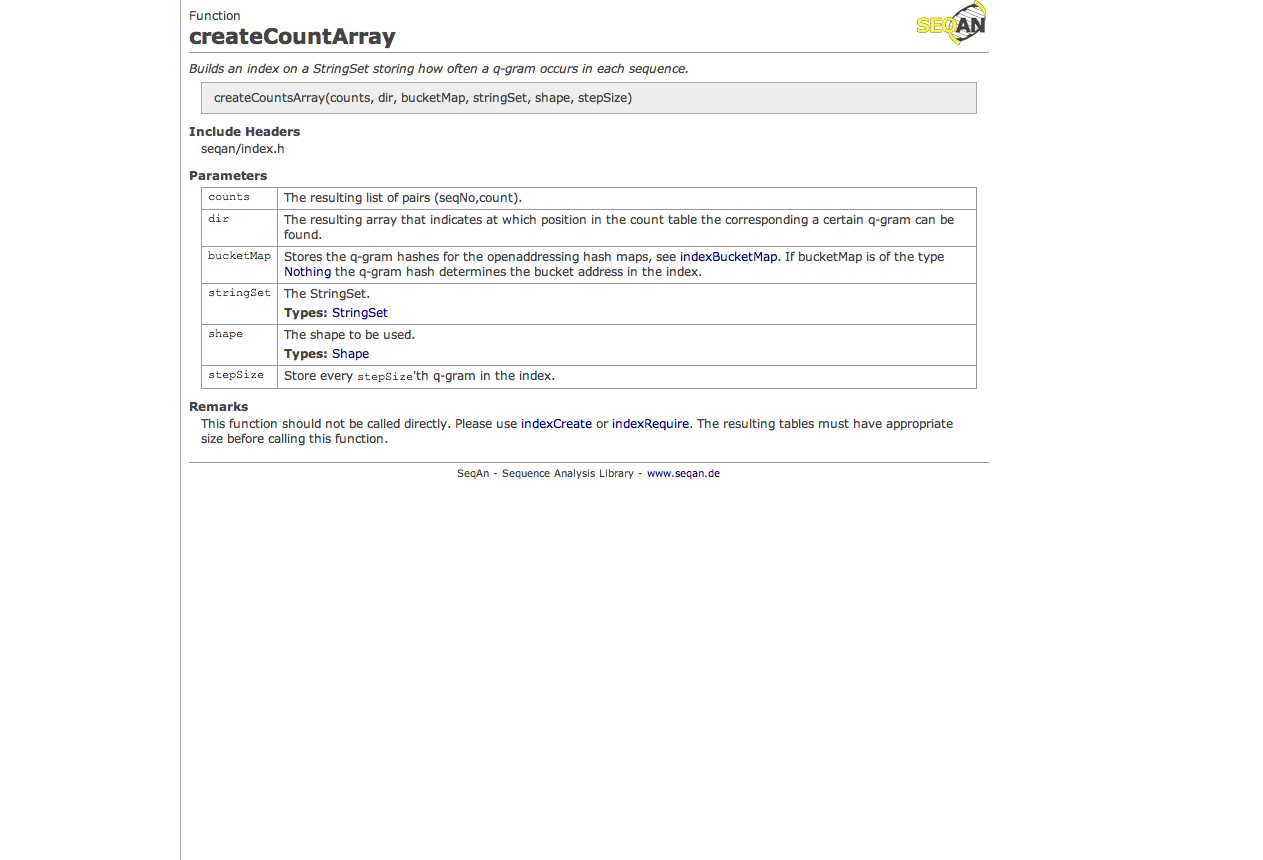 Function
createCountArray
SEQAN
Builds an index on a StringSet storing how often a q-gram occurs in each sequence.
createCountsArray(counts, dir, bucketMap, stringSet, shape, stepSize)
Include Headers
seqan/index.h
Parameters
counts The resulting list of pairs (seqNo,count).
dir The resulting array that indicates at which position in the count table the corresponding a certain q-gram can be
found.
bucketMap Stores the q-gram hashes for the openaddressing hash maps, see indexBucketMap. If bucketMap is of the type
Nothing the q-gram hash determines the bucket address in the index.
stringSet The StringSet.
Types: StringSet
shape The shape to be used.
Types: Shape
stepSize Store every stepSize'th q-gram in the index.
Remarks
This function should not be called directly. Please use indexCreate or indexRequire. The resulting tables must have appropriate
size before calling this function.
SeqAn - Sequence Analysis Library - www.seqan.de